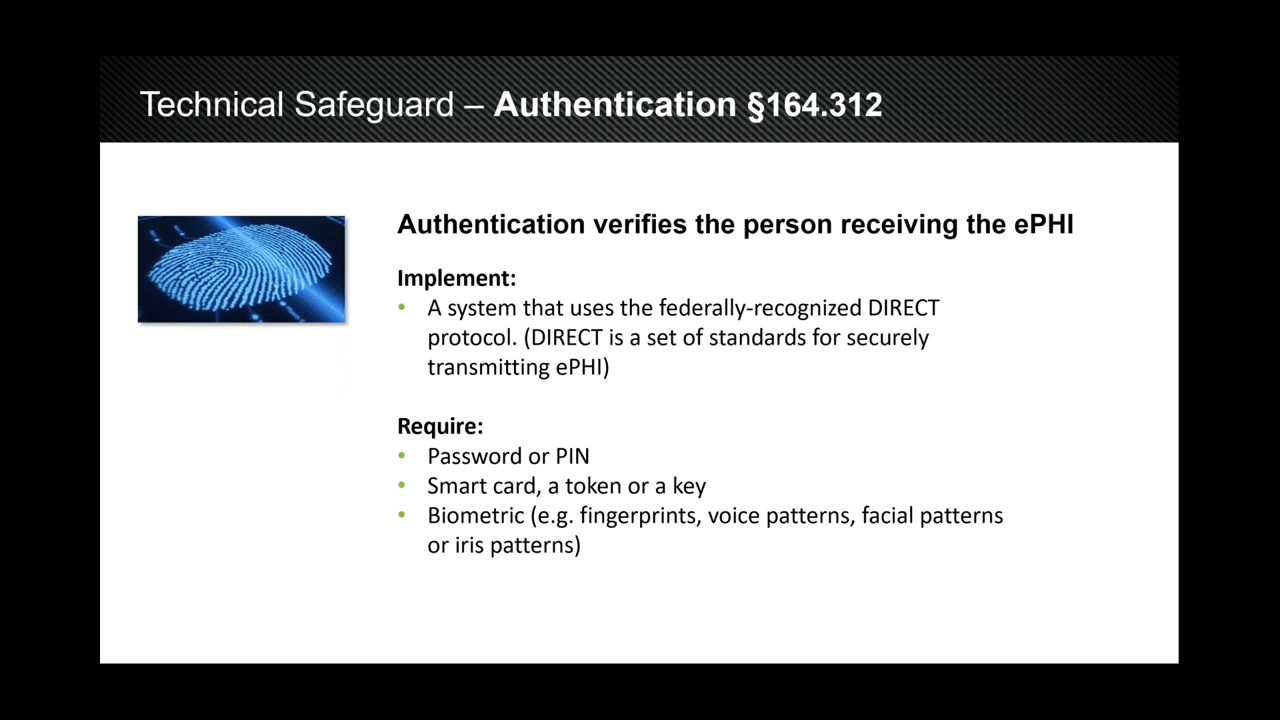 Technical Safeguard – Authentication §164.312
Authentication verifies the person receiving the ePHI
Implement:
• A system that uses the federally-recognized DIRECT
protocol. (DIRECT is a set of standards for securely
transmitting ePHI)
Require:
• Password or PIN
• Smart card, a token or a key
• Biometric (e.g. fingerprints, voice patterns, facial patterns
or iris patterns)